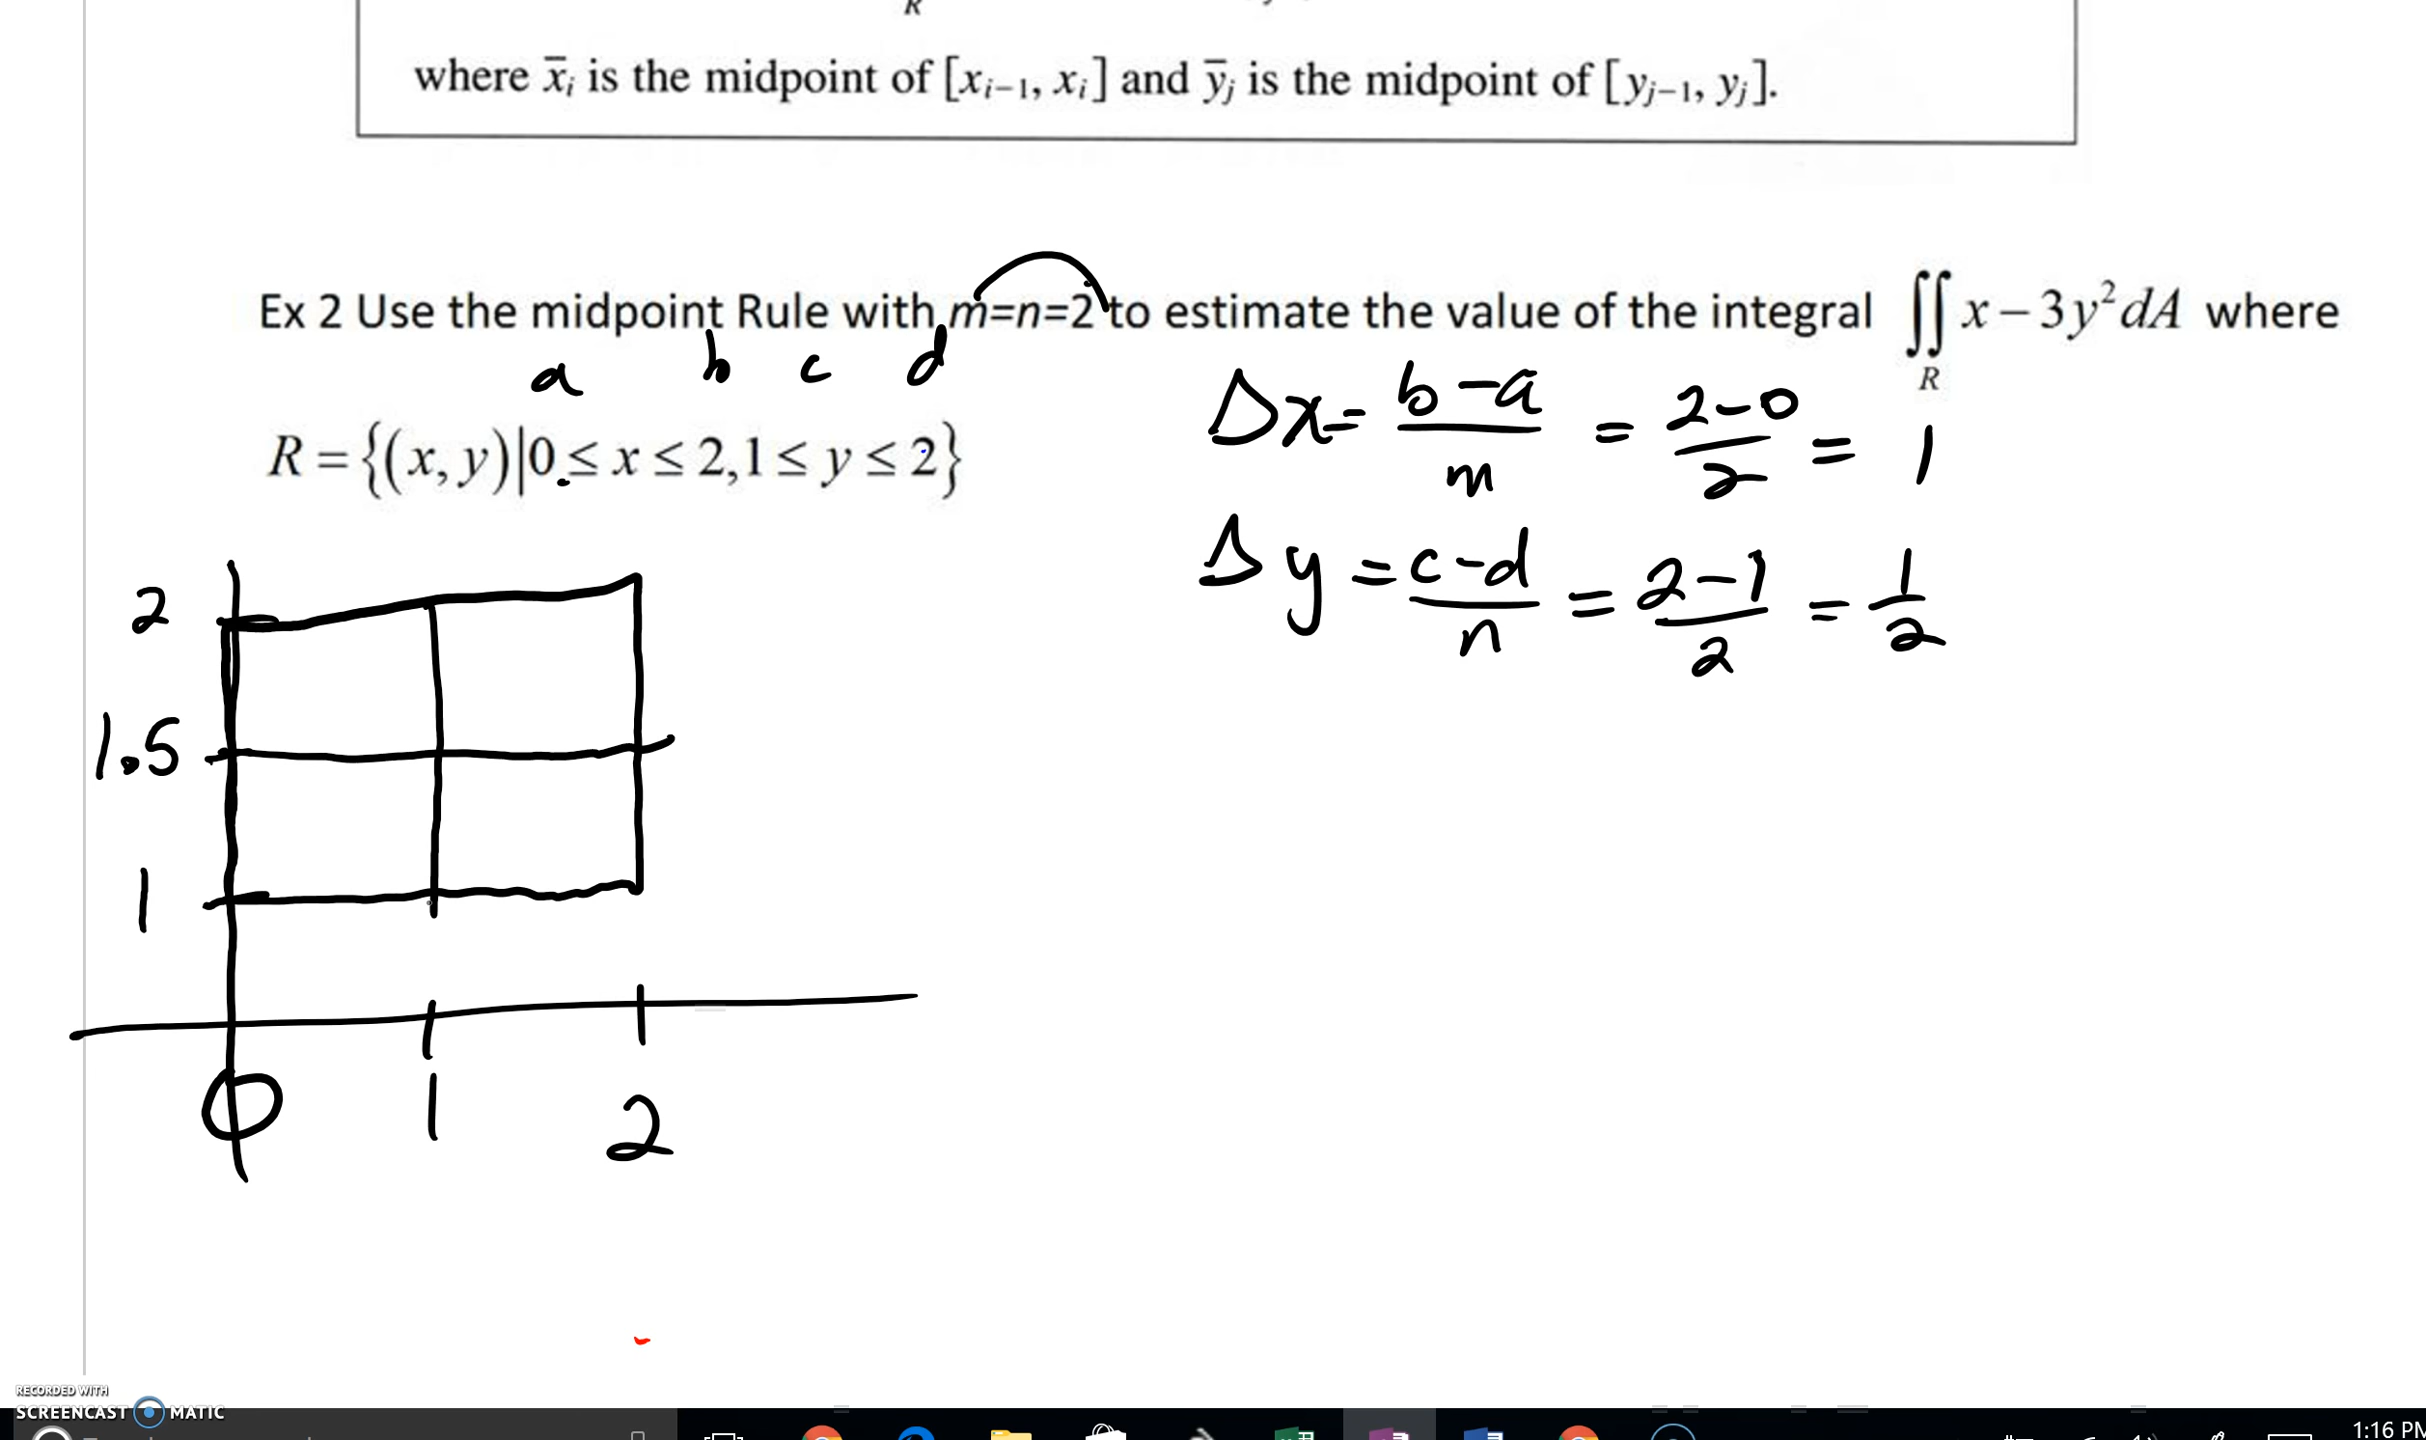 R
where x̄ᵢ is the midpoint of [xᵢ₋₁, xᵢ] and ȳⱼ is the midpoint of [yⱼ₋₁, yⱼ].
Ex 2 Use the midpoint Rule with m=n=2 to estimate the value of the integral ∬ x − 3y² dA where
R
a b c d
R = {(x, y)|0 ≤ x ≤ 2, 1 ≤ y ≤ 2}
Δx = b-a/m = 2-0/2 = 1
Δy = c-d/n = 2-1/2 = 1/2
2
1.5
1
0 1 2
RECORDED WITH
SCREENCAST MATIC
1:16 PM